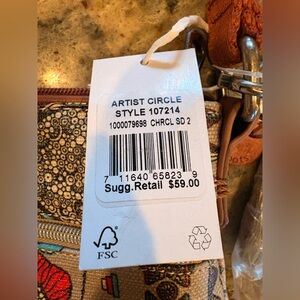 ARTIST CIRCLE
STYLE 107214
1000079698 CHRCL SD 2
7 11640 65823 9
Sugg.Retail $59.00
FSC